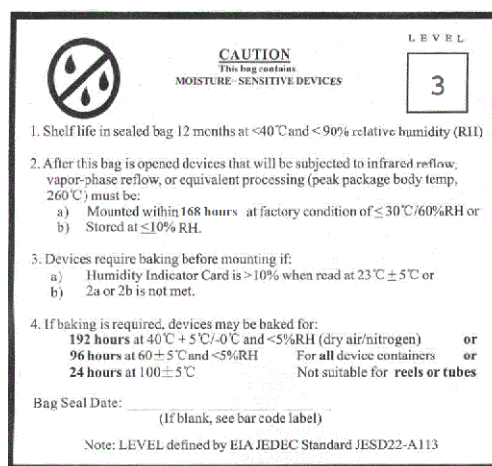 LEVEL
CAUTION
This bag contains
MOISTURE-SENSITIVE DEVICES
3
1. Shelf life in sealed bag 12 months at <40℃and < 90% relative humidity (RH)
2. After this bag is opened devices that will be subjected to infrared reflow,
vapor-phase reflow, or equivalent processing (peak package body temp,
260℃) must be:
a) Mounted within 168 hours at factory condition of ≤ 30℃/60%RH or
b) Stored at ≤10% RH.
3. Devices require baking before mounting if:
a) Humidity Indicator Card is >10% when read at 23℃±5℃ or
b) 2a or 2b is not met.
4. If baking is required, devices may be baked for:
192 hours at 40℃ + 5℃/-0℃ and <5%RH (dry air/nitrogen) or
96 hours at 60±5℃and <5%RH For all device containers or
24 hours at 100±5℃ Not suitable for reels or tubes
Bag Seal Date:
(If blank, see bar code label)
Note: LEVEL defined by EIA JEDEC Standard JESD22-A113